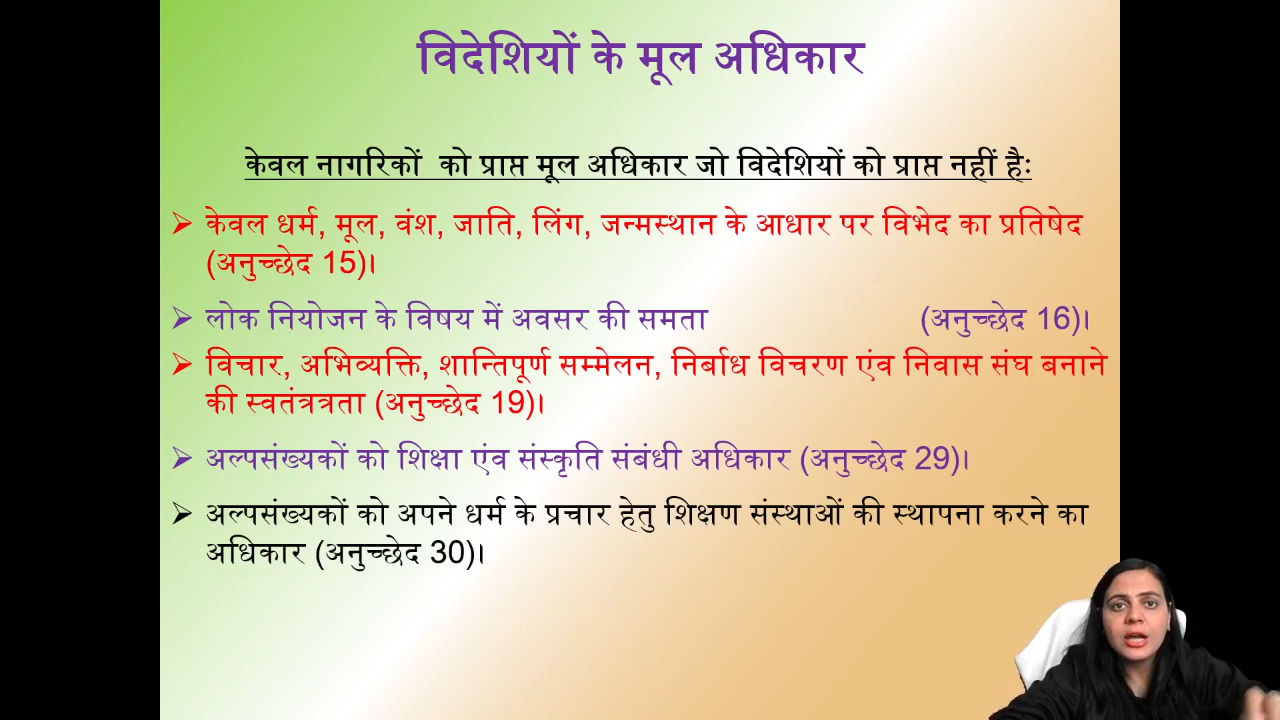 विदेशियों के मूल अधिकार
केवल नागरिकों को प्राप्त मूल अधिकार जो विदेशियों को प्राप्त नहीं हैः
➢ केवल धर्म, मूल, वंश, जाति, लिंग, जन्मस्थान के आधार पर विभेद का प्रतिषेद
(अनुच्छेद 15)।
➢ लोक नियोजन के विषय में अवसर की समता (अनुच्छेद 16)।
➢ विचार, अभिव्यक्ति, शान्तिपूर्ण सम्मेलन, निर्बाध विचरण एंव निवास संघ बनाने
की स्वतंत्रत्रता (अनुच्छेद 19)।
➢ अल्पसंख्यकों को शिक्षा एंव संस्कृति संबंधी अधिकार (अनुच्छेद 29)।
➢ अल्पसंख्यकों को अपने धर्म के प्रचार हेतु शिक्षण संस्थाओं की स्थापना करने का
अधिकार (अनुच्छेद 30)।